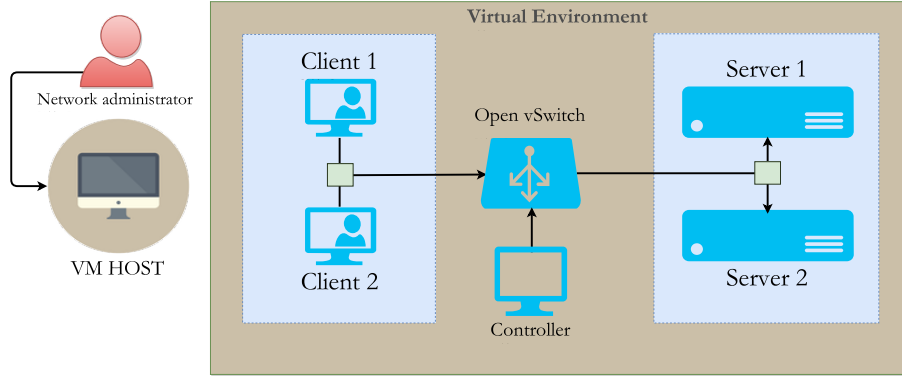 Virtual Environment
Network administrator
VM HOST
Client 1
Client 2
Open vSwitch
Controller
Server 1
Server 2